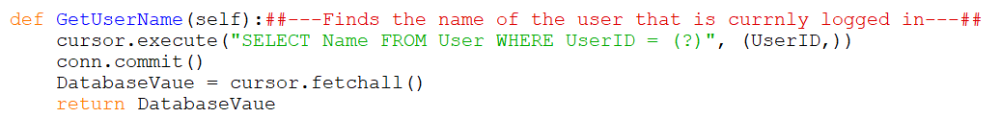 def GetUserName(self):##---Finds the name of the user that is currnly logged in---##
    cursor.execute("SELECT Name FROM User WHERE UserID = (?)", (UserID,))
    conn.commit()
    DatabaseVaue = cursor.fetchall()
    return DatabaseVaue